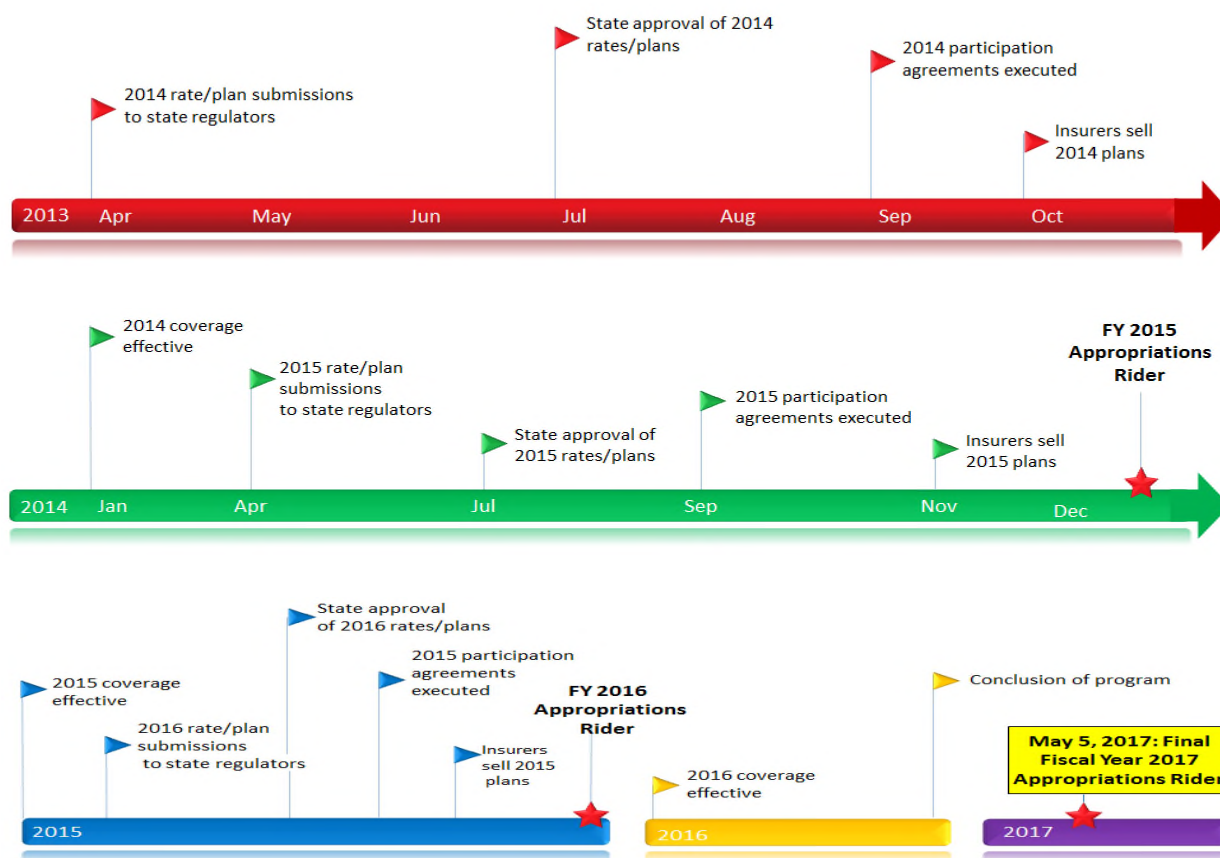 State approval of 2014
rates/plans
2014 participation
agreements executed
2014 rate/plan submissions
to state regulators
Insurers sell
2014 plans
2013 Apr May Jun Jul Aug Sep Oct
2014 coverage
effective
FY 2015
Appropriations
Rider
2015 rate/plan
submissions
to state regulators
2015 participation
agreements executed
State approval of
2015 rates/plans
Insurers sell
2015 plans
2014 Jan Apr Jul Sep Nov Dec
State approval
of 2016 rates/plans
2015 participation
agreements
executed
2015 coverage
effective
FY 2016
Appropriations
Rider
Conclusion of program
2016 rate/plan
submissions
to state regulators
Insurers
sell 2015
plans
2016 coverage
effective
May 5, 2017: Final
Fiscal Year 2017
Appropriations Rider
2015 2016 2017